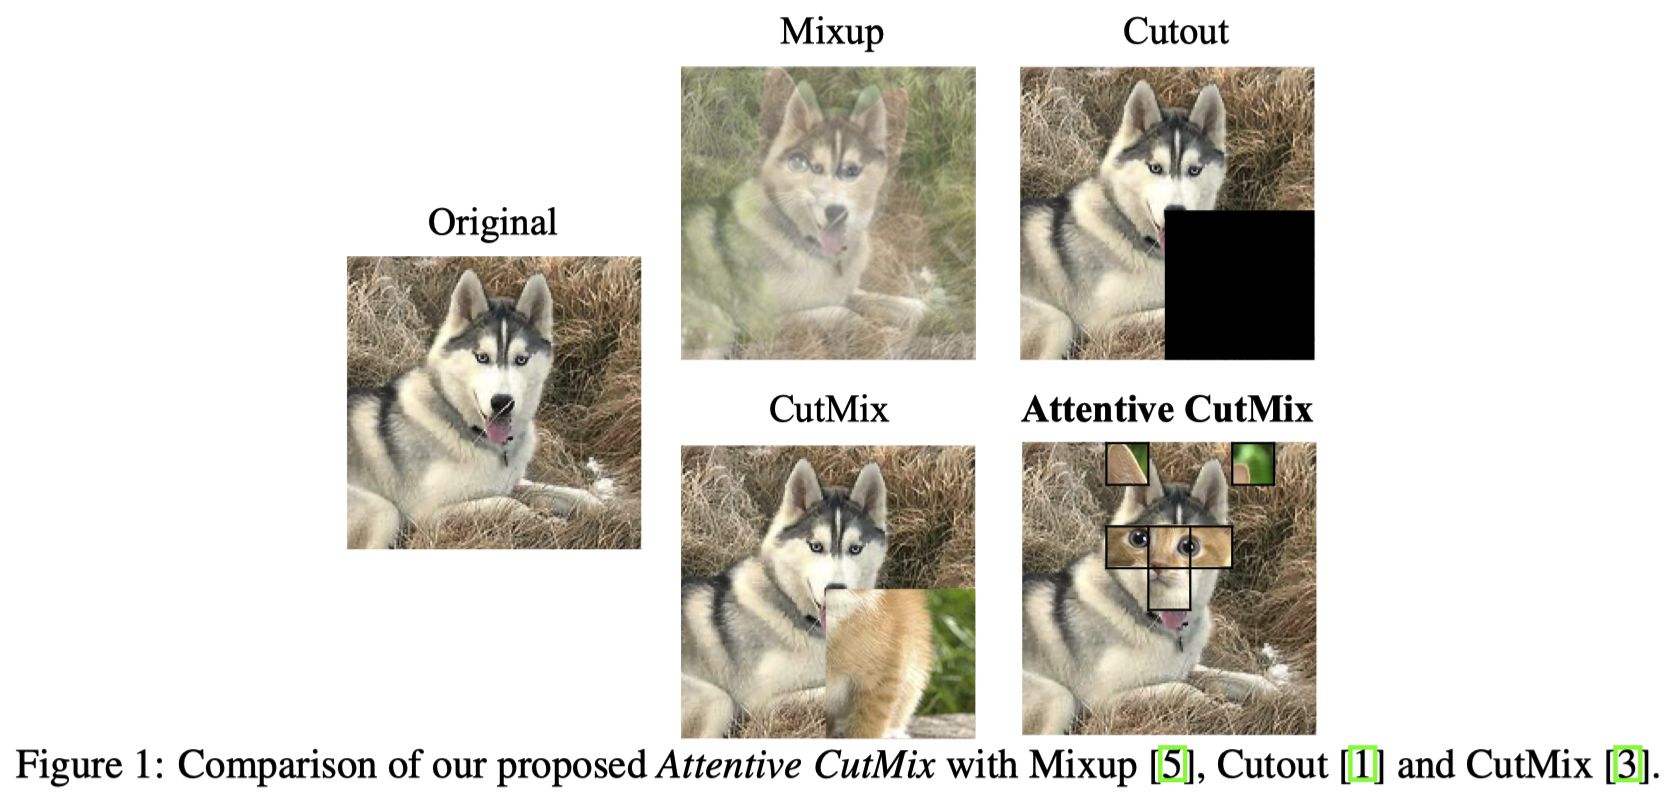 Mixup
Cutout
Original
CutMix
Attentive CutMix
Figure 1: Comparison of our proposed Attentive CutMix with Mixup [5], Cutout [1] and CutMix [3].